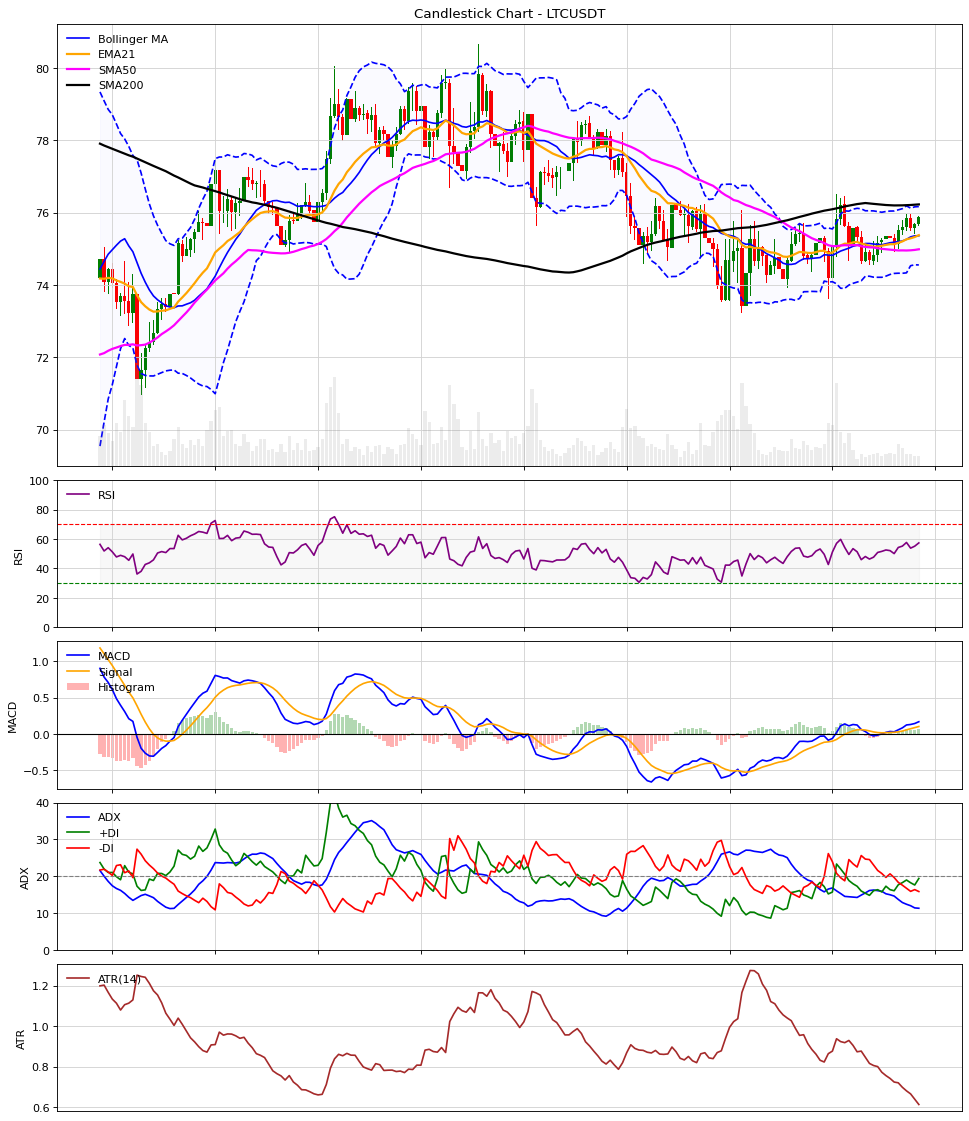 Candlestick Chart - LTCUSDT
Bollinger MA
EMA21
SMA50
SMA200
80
78
76
74
72
70
RSI
100
80
60
40
20
0
RSI
MACD
Signal
Histogram
1.0
0.5
0.0
−0.5
MACD
ADX
+DI
-DI
40
30
20
10
0
ADX
ATR(14)
1.2
1.0
0.8
0.6
ATR